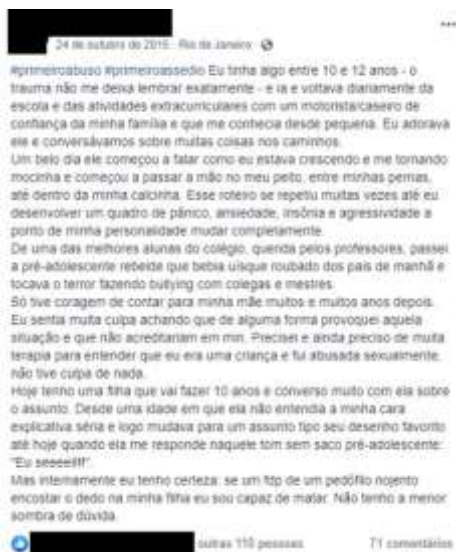 24 de outubro de 2015 · Rio de Janeiro ·
#primeiroabuso #primeiroassedio Eu tinha algo entre 10 e 12 anos - o
trauma não me deixa lembrar exatamente - e ia e voltava diariamente da
escola e das atividades extracurriculares com um motorista/caseiro de
confiança da minha família e que me conhecia desde pequena. Eu adorava
ele e conversávamos sobre muitas coisas nos caminhos.
Um belo dia ele começou a falar como eu estava crescendo e me tornando
mocinha e começou a passar a mão no meu peito, entre minhas pernas,
até dentro da minha calcinha. Esse roteiro se repetiu muitas vezes até eu
desenvolver um quadro de pânico, ansiedade, insônia e agressividade a
ponto de minha personalidade mudar completamente.
De uma das melhores alunas do colégio, querida pelos professores, passei
a pré-adolescente rebelde que bebia uísque roubado dos pais de manhã e
tocava o terror fazendo bullying com colegas e mestres.
Só tive coragem de contar para minha mãe muitos e muitos anos depois.
Eu sentia muita culpa achando que de alguma forma provoquei aquela
situação e que não acreditariam em mim. Precisei e ainda preciso de muita
terapia para entender que eu era uma criança e fui abusada sexualmente,
não tive culpa de nada.
Hoje tenho uma filha que vai fazer 10 anos e converso muito com ela sobre
o assunto. Desde uma idade em que ela não entendia a minha cara
explicativa séria e logo mudava para um assunto tipo seu desenho favorito
até hoje quando ela me responde naquele tom sem saco pré-adolescente:
Mas internamente eu tenho certeza: se um fdp de um pedófilo nojento
encostar o dedo na minha filha eu sou capaz de matar. Não tenho a menor
sombra de dúvida.
outras 110 pessoas 71 comentários